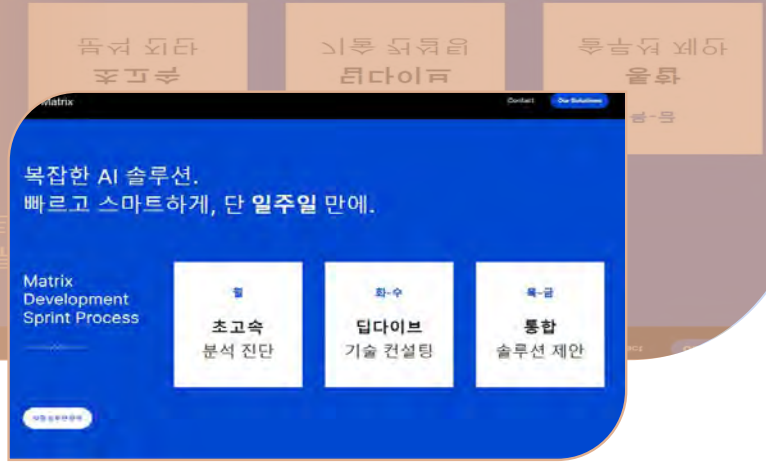 Matrix
Contact
Our Solutions
복잡한 AI 솔루션.
빠르고 스마트하게, 단 일주일 만에.
Matrix
Development
Sprint Process
월
초고속
분석 진단
화-수
딥다이브
기술 컨설팅
목-금
통합
솔루션 제안